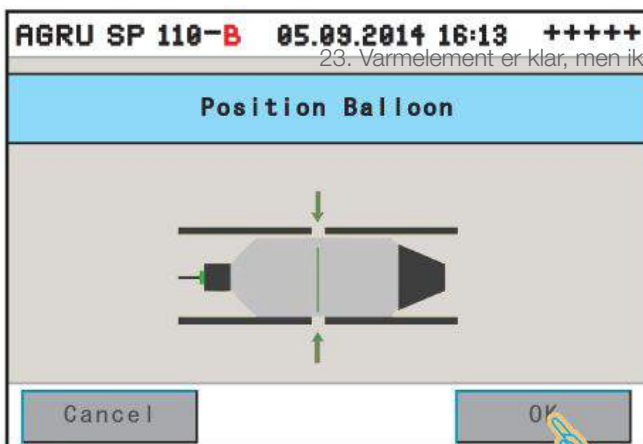 AGRU SP 110-B 05.09.2014 16:13 +++++
23. Varmelement er klar, men ik
Position Balloon
Cancel OK